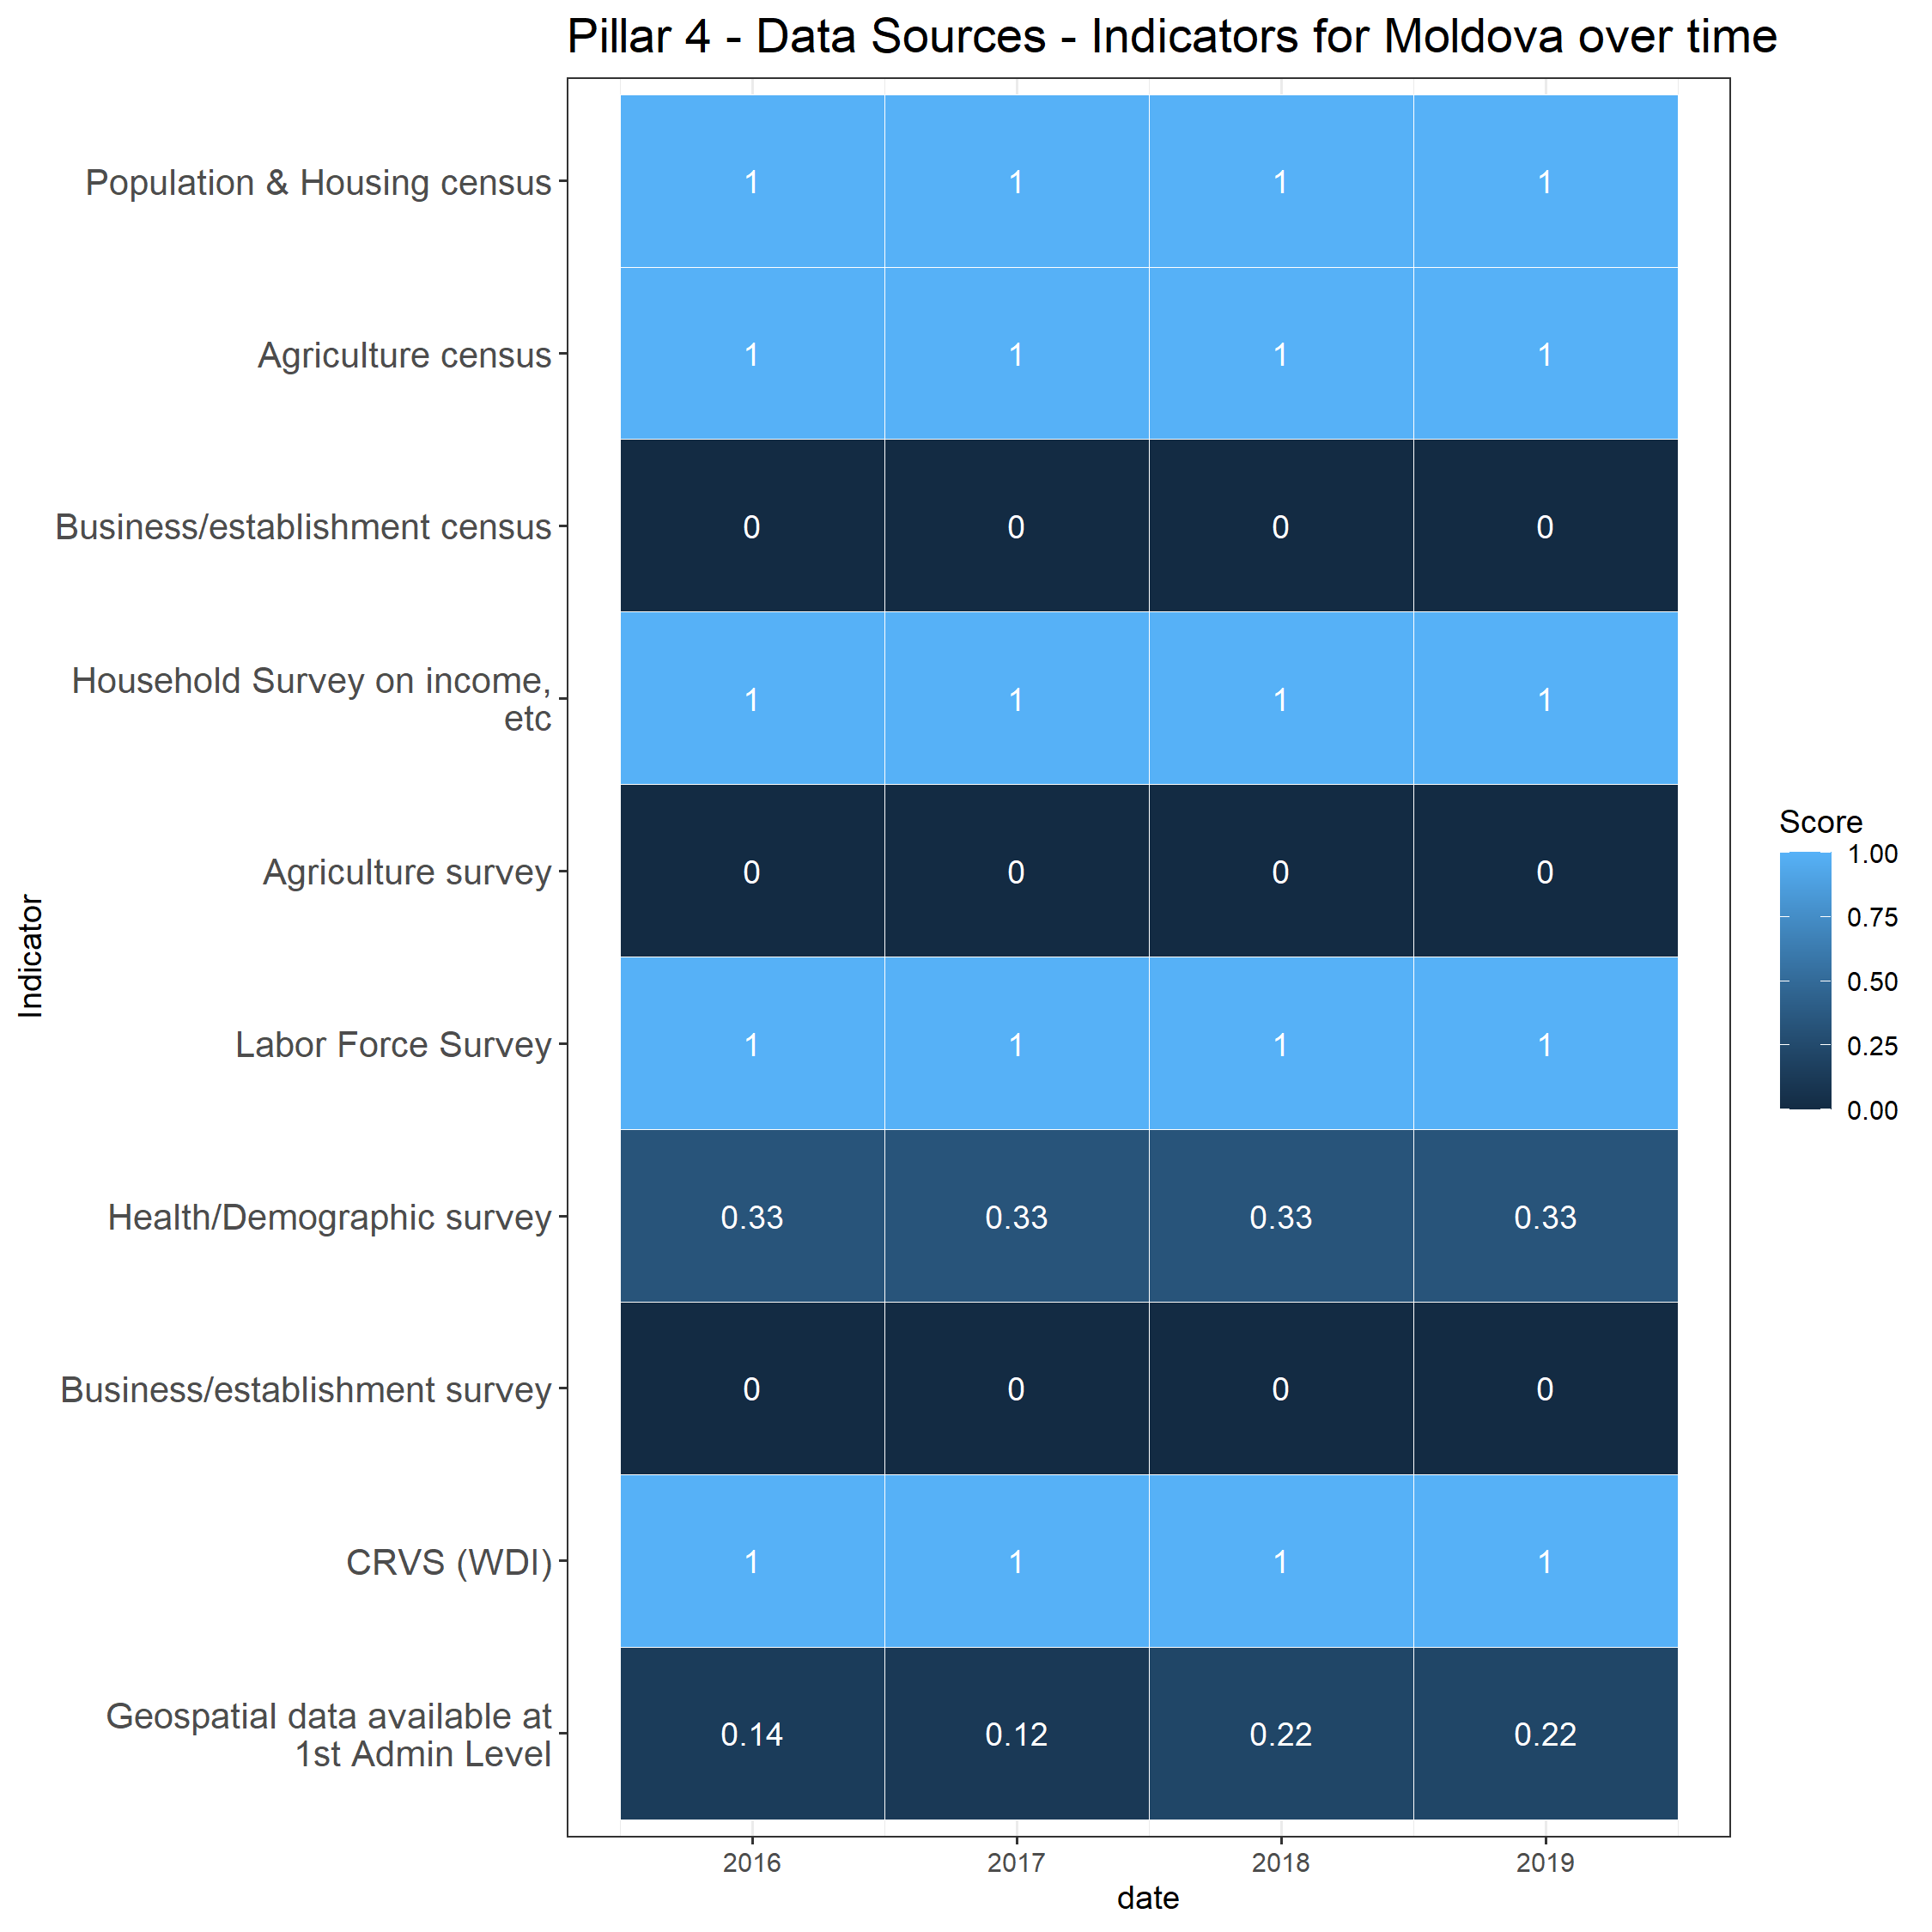 Pillar 4 - Data Sources - Indicators for Moldova over time
Indicator
Population & Housing census
1 1 1 1
Agriculture census
1 1 1 1
Business/establishment census
0 0 0 0
Household Survey on income,
etc
1 1 1 1
Agriculture survey
0 0 0 0
Labor Force Survey
1 1 1 1
Health/Demographic survey
0.33 0.33 0.33 0.33
Business/establishment survey
0 0 0 0
CRVS (WDI)
1 1 1 1
Geospatial data available at
1st Admin Level
0.14 0.12 0.22 0.22
2016 2017 2018 2019
date
Score
1.00
0.75
0.50
0.25
0.00